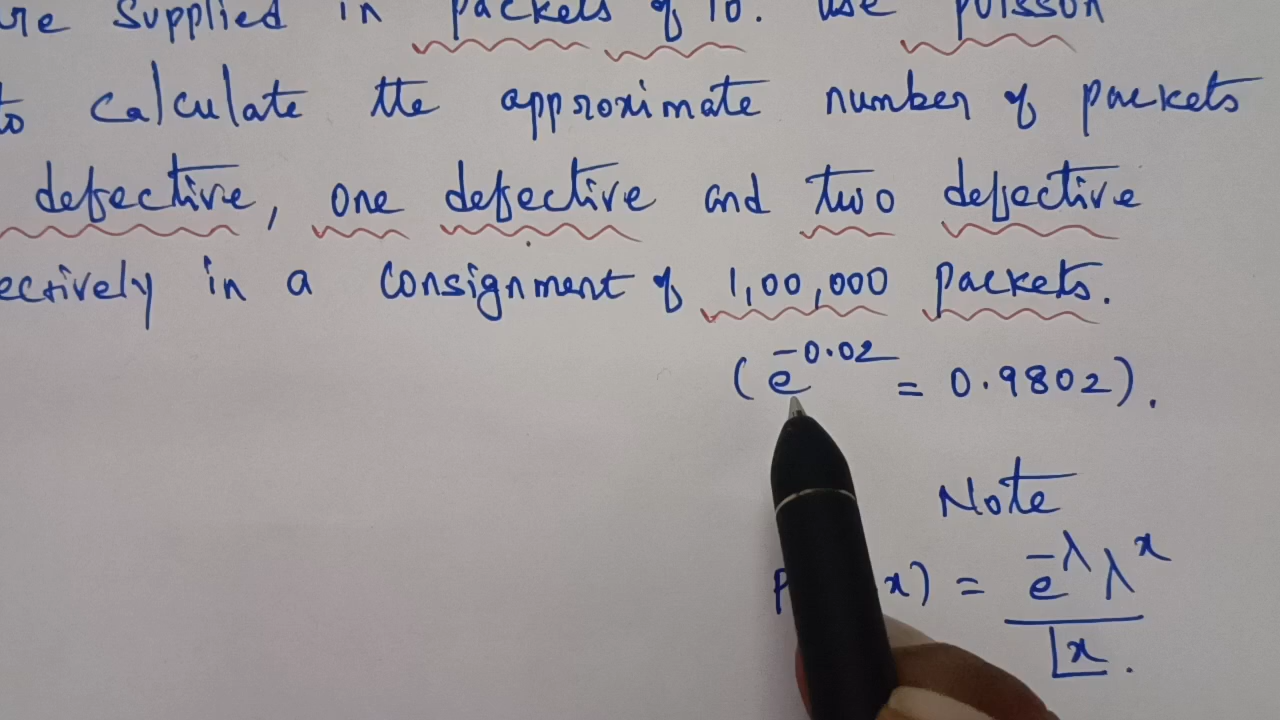 are supplied in packets of 10. Use poisson
to calculate the approximate number of packets
defective, one defective and two defective
ectively in a consignment of 1,00,000 packets.
(e^-0.02 = 0.9802).
Note
P x) = e^-λ λ^x / ⌊x.